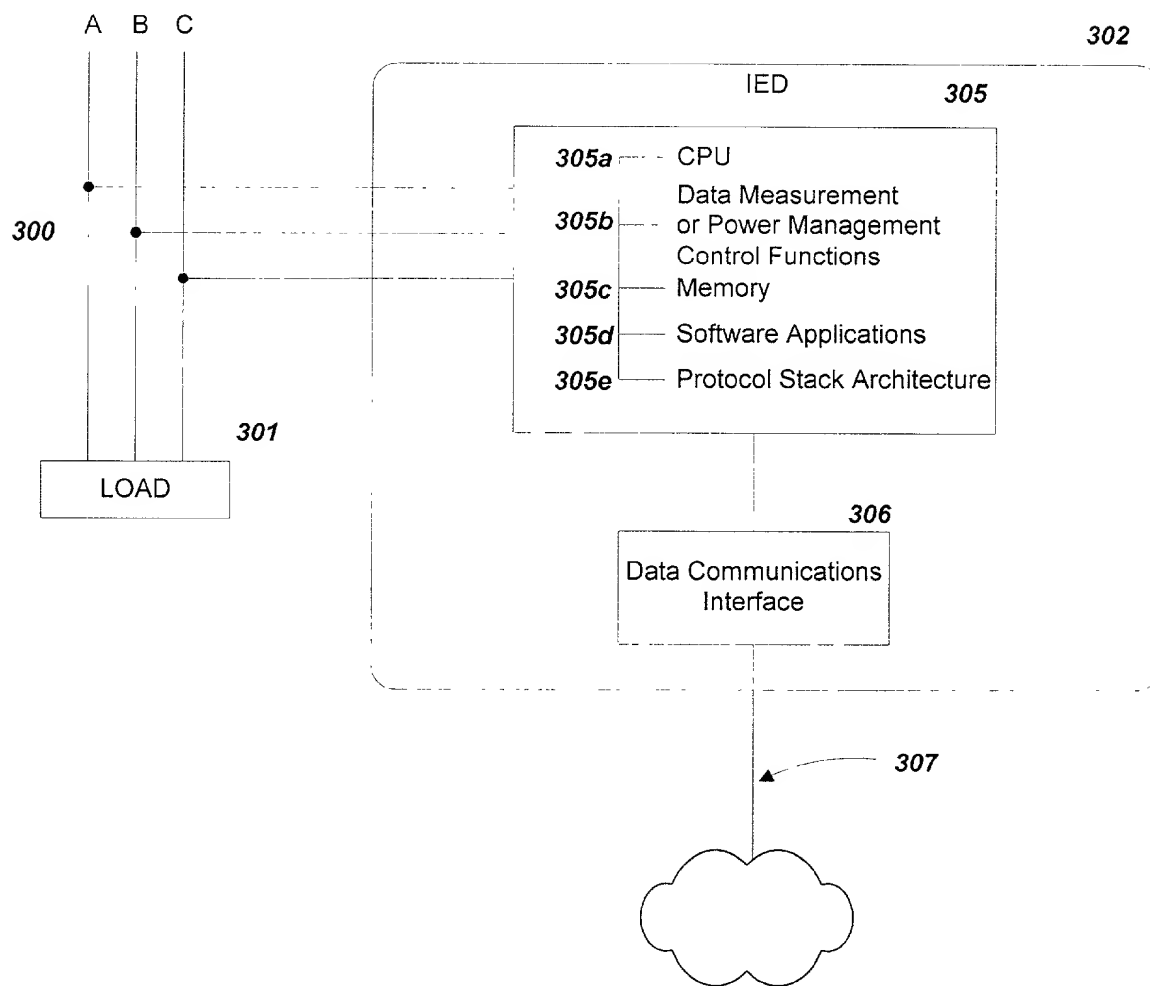 A B C
302
IED
305
305a CPU
Data Measurement
305b or Power Management
Control Functions
300
305c Memory
305d Software Applications
305e Protocol Stack Architecture
301
LOAD
306
Data Communications
Interface
307